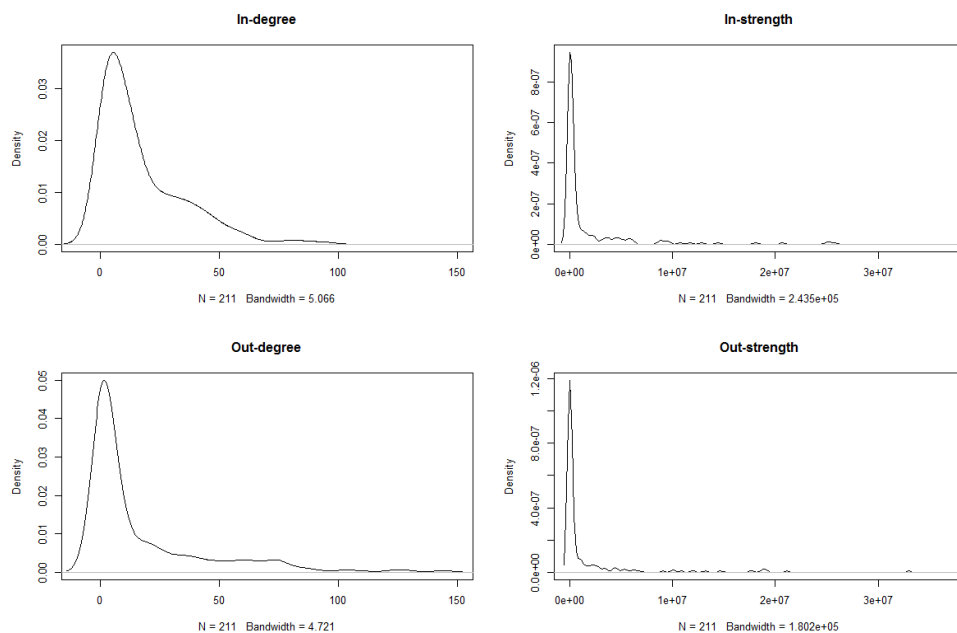 In-degree
Density
0.00 0.01 0.02 0.03
0 50 100 150
N = 211 Bandwidth = 5.066
In-strength
Density
0e+00 2e-07 4e-07 6e-07 8e-07
0e+00 1e+07 2e+07 3e+07
N = 211 Bandwidth = 2.435e+05
Out-degree
Density
0.00 0.01 0.02 0.03 0.04 0.05
0 50 100 150
N = 211 Bandwidth = 4.721
Out-strength
Density
0.0e+00 4.0e-07 8.0e-07 1.2e-06
0e+00 1e+07 2e+07 3e+07
N = 211 Bandwidth = 1.802e+05